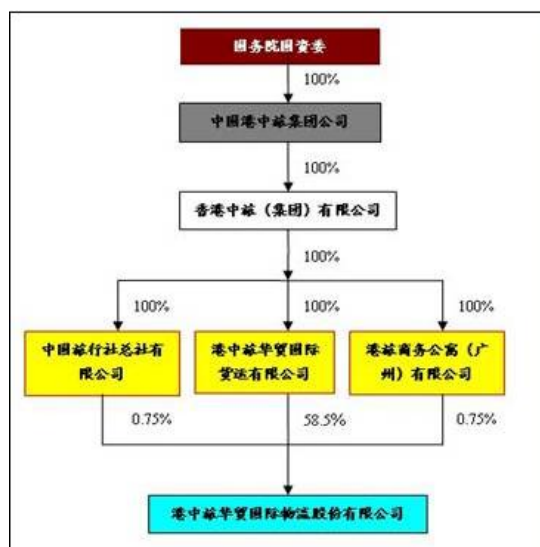 国务院国资委
100%
中国港中旅集团公司
100%
香港中旅（集团）有限公司
100%
100%
100%
100%
中国旅行社总社有
限公司
港中旅华贸国际
货运有限公司
港旅商务公寓（广
州）有限公司
0.75%
58.5%
0.75%
港中旅华贸国际物流股份有限公司